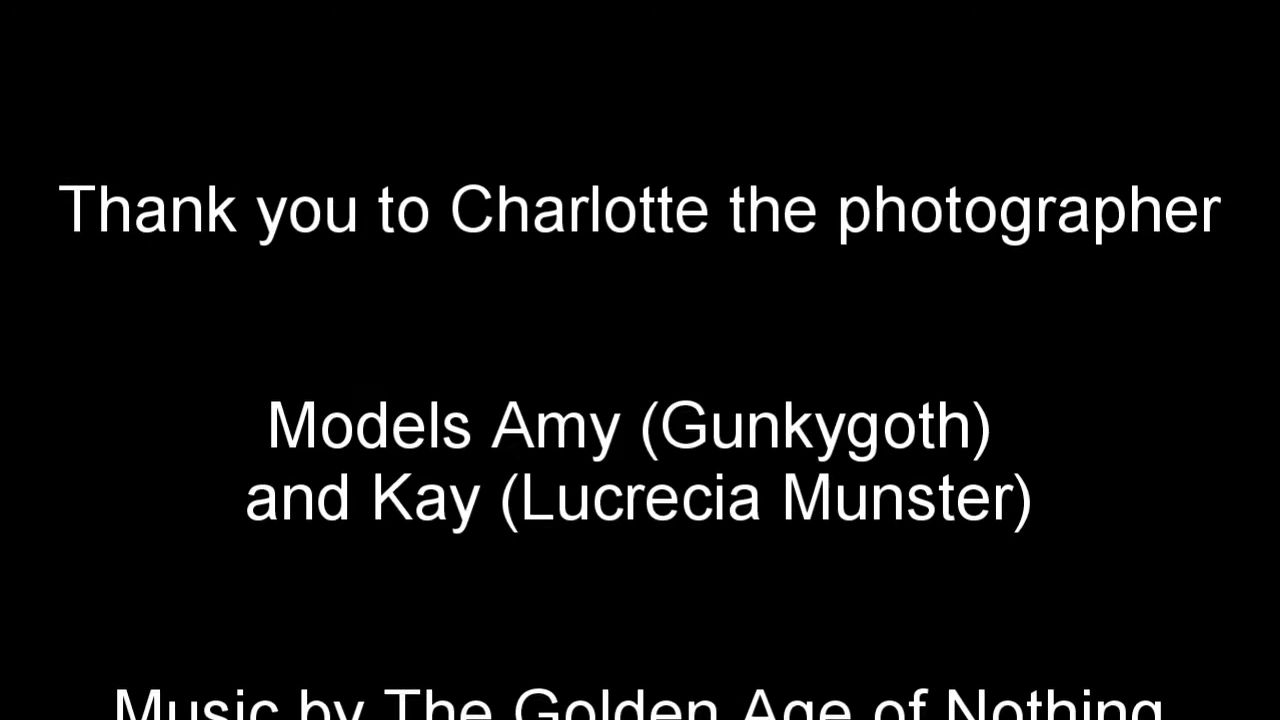 Thank you to Charlotte the photographer
Models Amy (Gunkygoth)
and Kay (Lucrecia Munster)
Music by The Golden Age of Nothing